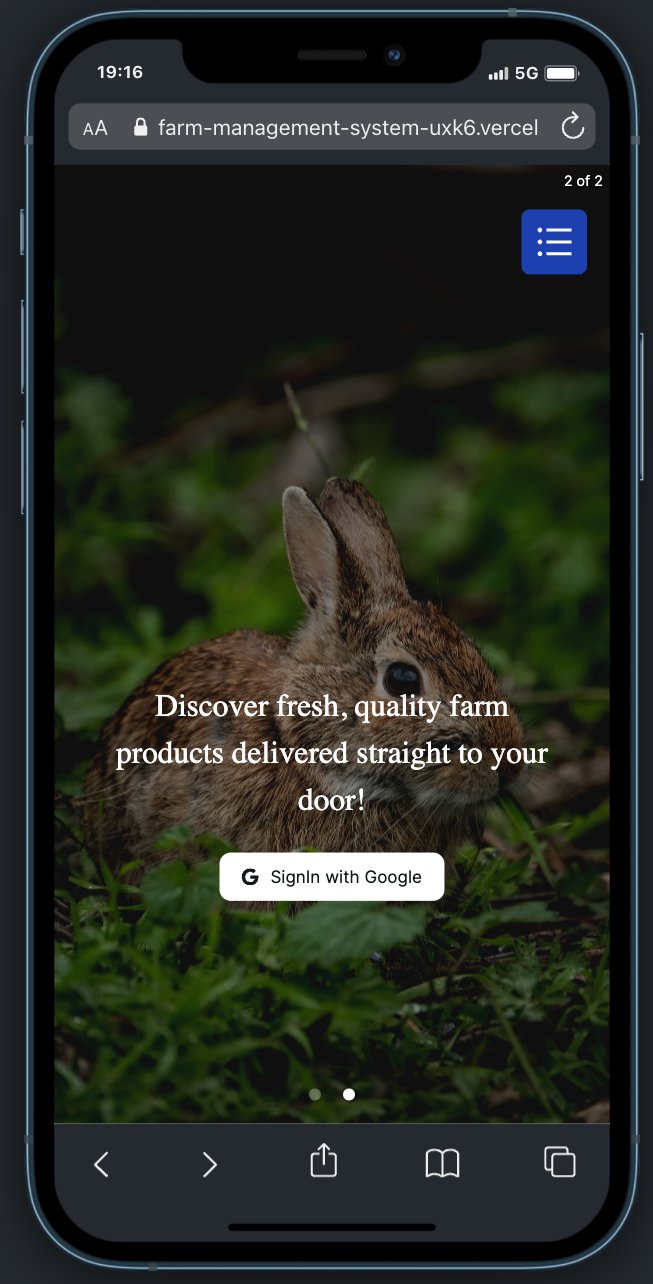 19:16
5G
AA
farm-management-system-uxk6.vercel
2 of 2
Discover fresh, quality farm
products delivered straight to your
door!
G SignIn with Google